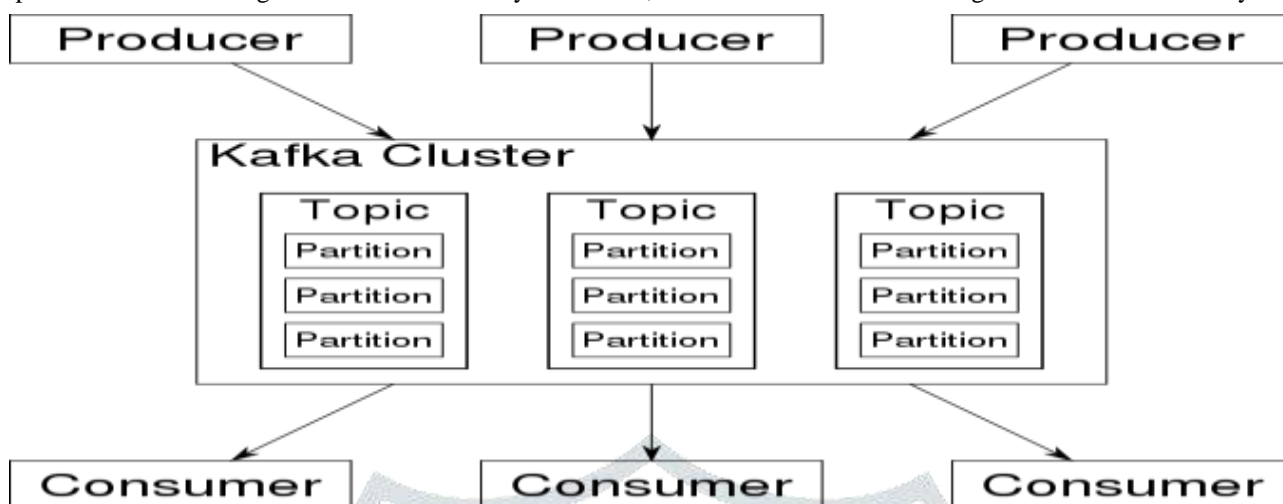 Producer Producer Producer
Kafka Cluster
Topic Topic Topic
Partition Partition Partition
Partition Partition Partition
Partition Partition Partition
Consumer Consumer Consumer